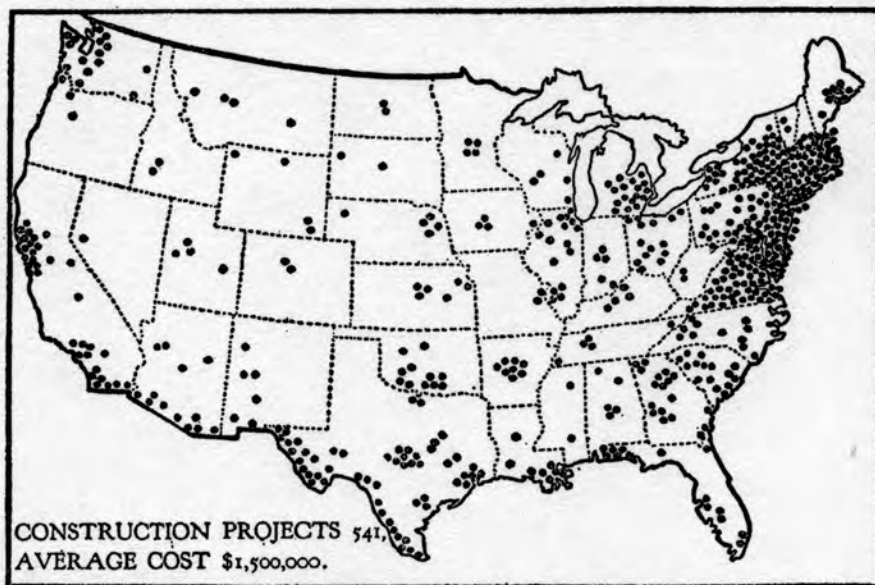 CONSTRUCTION PROJECTS 541,
AVERAGE COST $1,500,000.